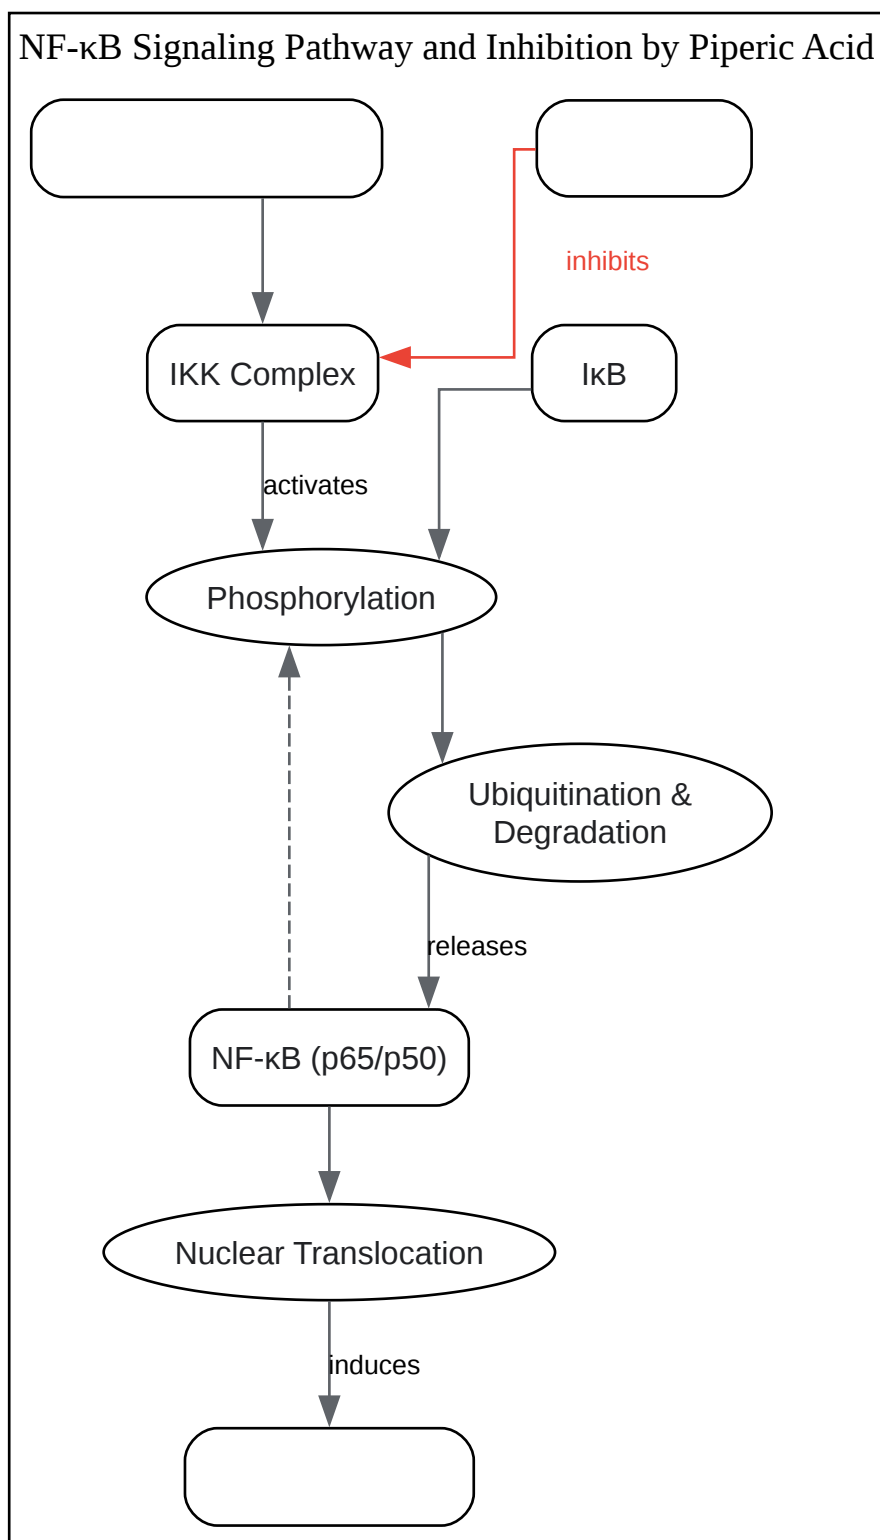 NF-κB Signaling Pathway and Inhibition by Piperic Acid
inhibits
IKK Complex
IκB
activates
Phosphorylation
Ubiquitination &
Degradation
releases
NF-κB (p65/p50)
Nuclear Translocation
induces